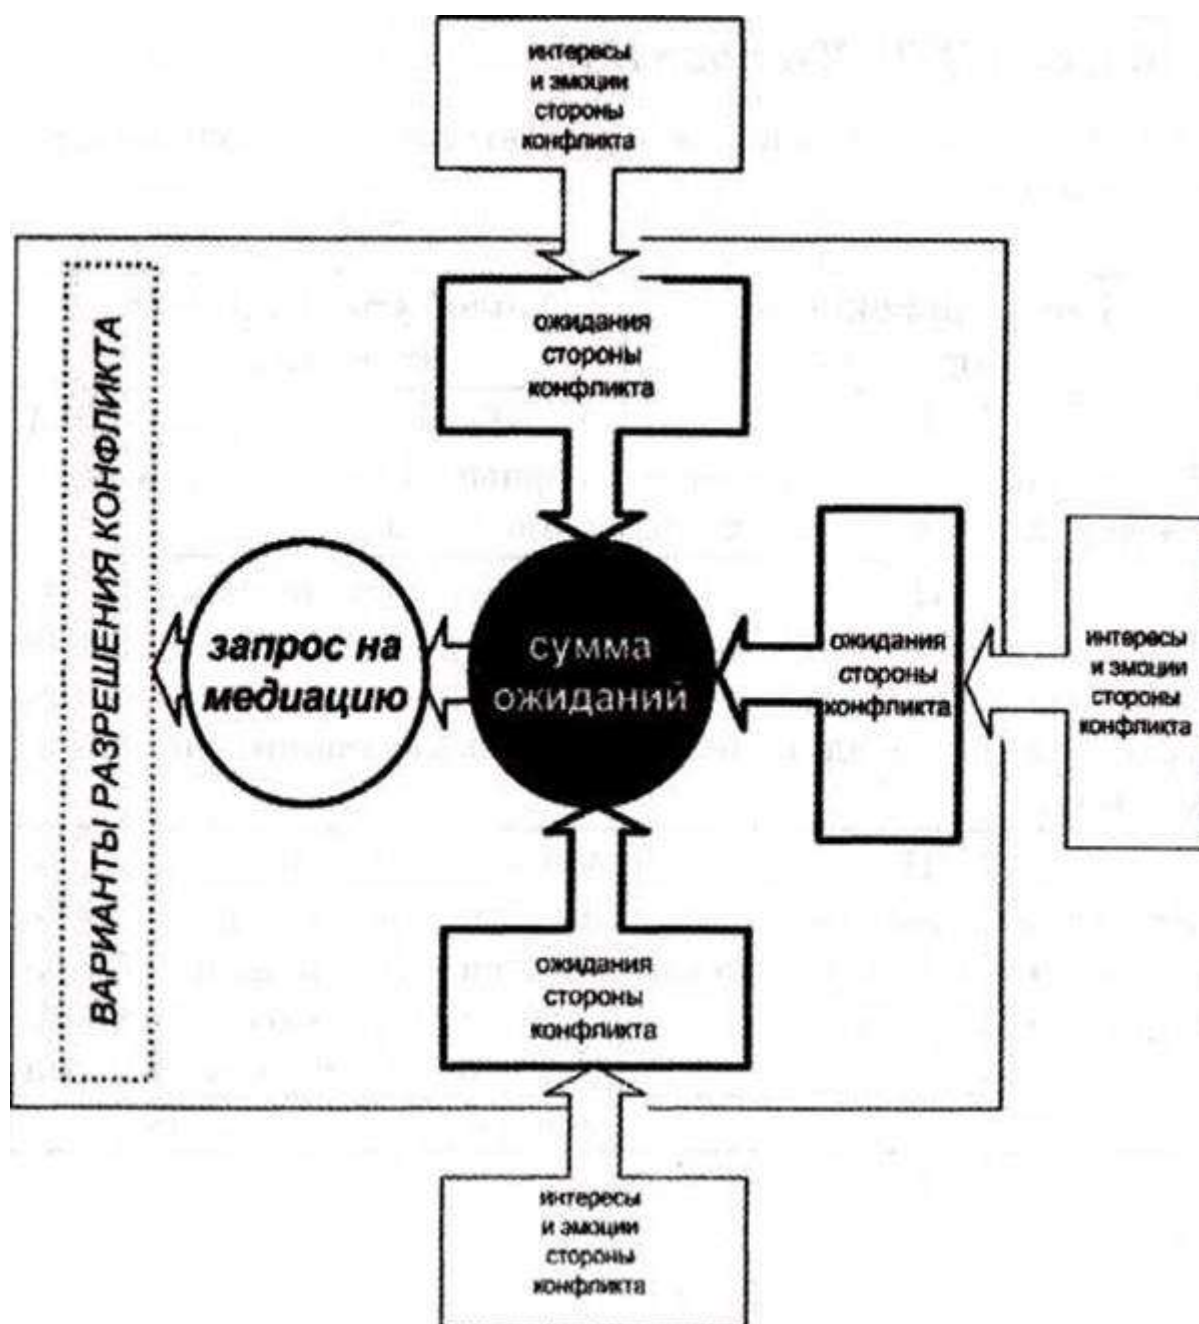 интересы
и эмоции
стороны
конфликта
ожидания
стороны
конфликта
ВАРИАНТЫ РАЗРЕШЕНИЯ КОНФЛИКТА
запрос на
медиацию
сумма
ожиданий
ожидания
стороны
конфликта
интересы
и эмоции
стороны
конфликта
ожидания
стороны
конфликта
интересы
и эмоции
стороны
конфликта